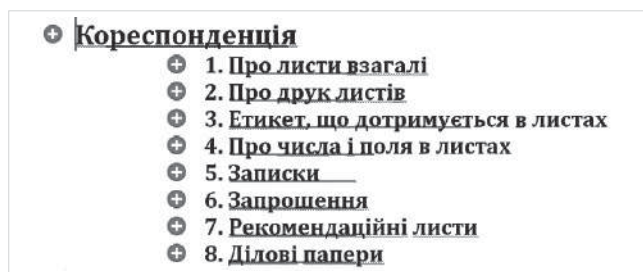 Кореспонденція
1. Про листи взагалі
2. Про друк листів
3. Етикет, що дотримується в листах
4. Про числа і поля в листах
5. Записки
6. Запрошення
7. Рекомендаційні листи
8. Ділові папери